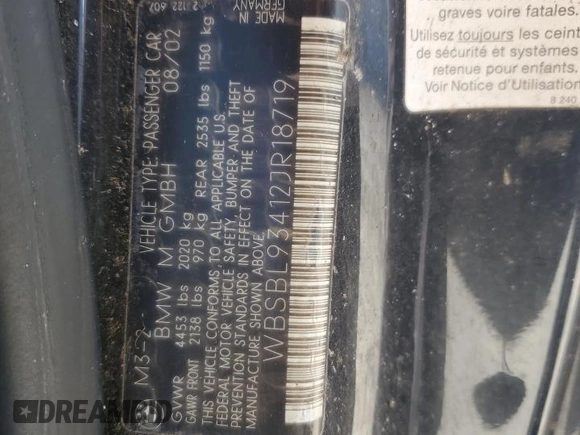 M3-2 VEHICLE TYPE: PASSENGER CAR
BMW M GMBH 08/02
GVWR 4453 lbs 2020 kg
GAWR FRONT 2138 lbs 970 kg REAR 2535 lbs 1150 kg
THIS VEHICLE CONFORMS TO ALL APPLICABLE U.S.
FEDERAL MOTOR VEHICLE SAFETY, BUMPER AND THEFT
PREVENTION STANDARDS IN EFFECT ON THE DATE OF
MANUFACTURE SHOWN ABOVE.
WBSBL93412JR18719
MADE IN
GERMANY
graves voire fatales.
Utilisez toujours les ceint
de sécurité et systèmes
retenue pour enfants.
Voir Notice d'Utilisation
8 240
DREAMBID